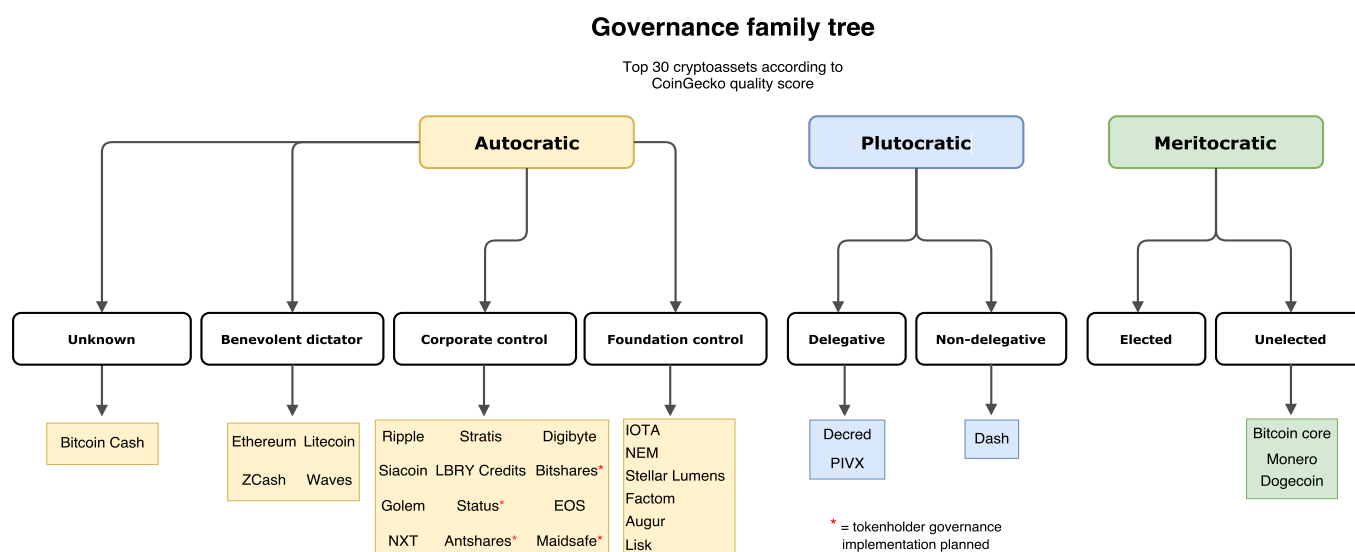 Governance family tree
Top 30 cryptoassets according to
CoinGecko quality score
Autocratic
Plutocratic
Meritocratic
Unknown
Benevolent dictator
Corporate control
Foundation control
Delegative
Non-delegative
Elected
Unelected
Bitcoin Cash
Ethereum Litecoin
ZCash Waves
Ripple Stratis Digibyte
Siacoin LBRY Credits Bitshares*
Golem Status* EOS
NXT Antshares* Maidsafe*
IOTA
NEM
Stellar Lumens
Factom
Augur
Lisk
Decred
PIVX
Dash
Bitcoin core
Monero
Dogecoin
* = tokenholder governance
implementation planned